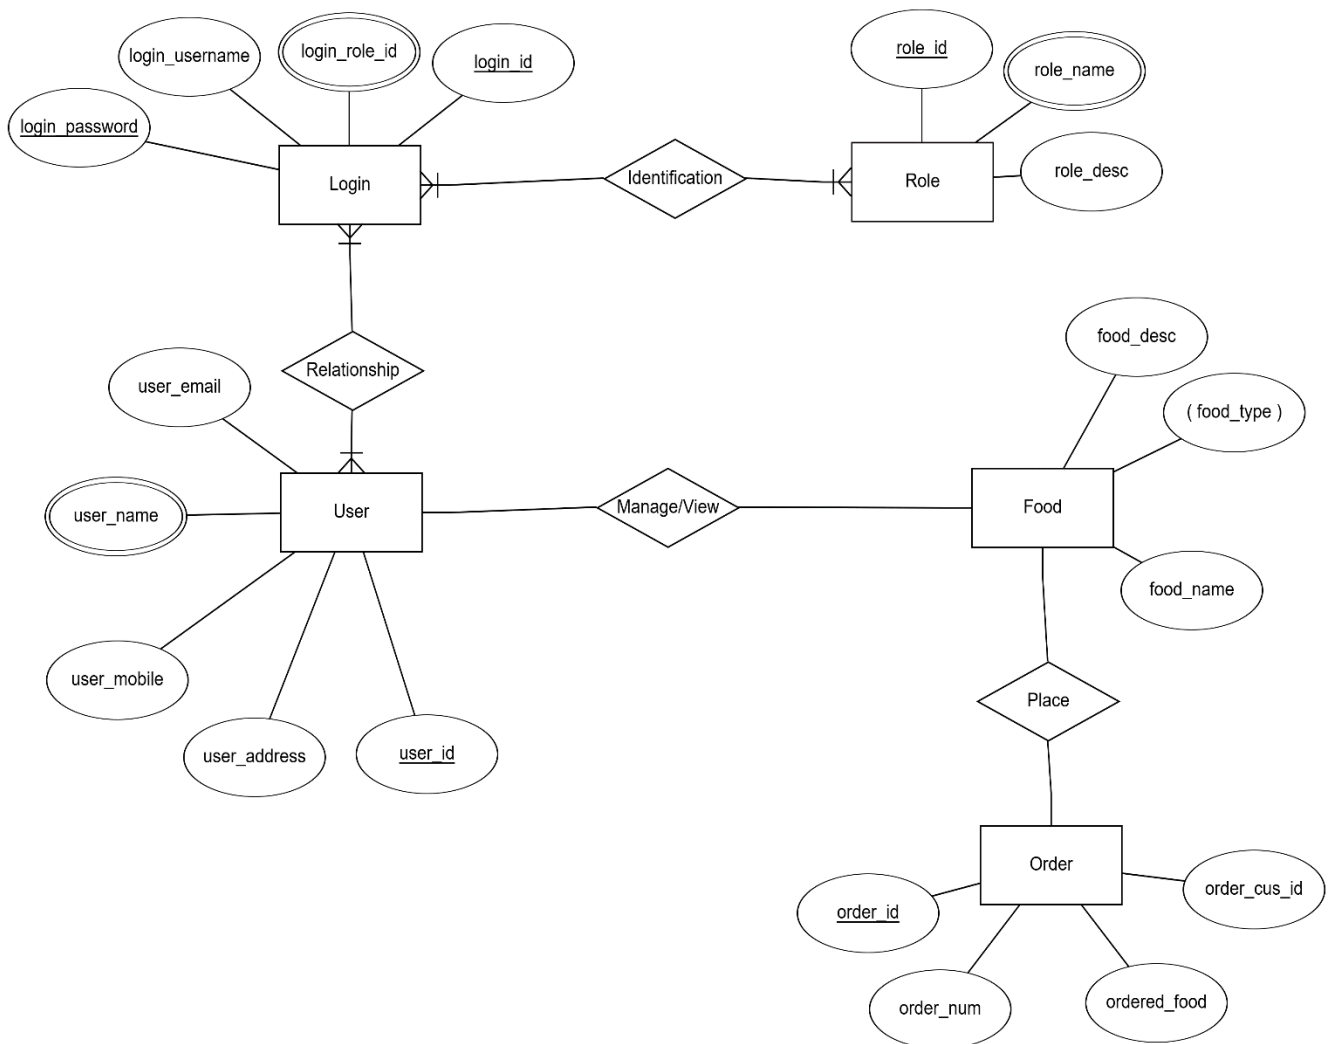 login_username
login_role_id
login_id
login_password
Login
Identification
role_id
role_name
role_desc
Role
Relationship
user_email
user_name
User
user_mobile
user_address
user_id
Manage/View
food_desc
( food_type )
Food
food_name
Place
Order
order_id
order_cus_id
order_num
ordered_food